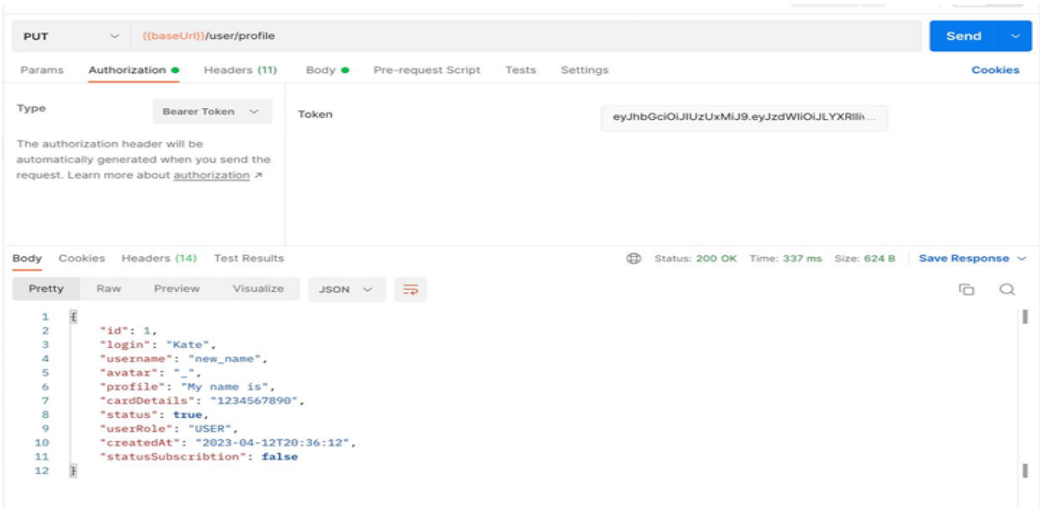 PUT {{baseUrl}}/user/profile Send
Params Authorization Headers (11) Body Pre-request Script Tests Settings Cookies
Type Bearer Token Token eyJhbGciOiJIUzUxMiJ9.eyJzdWIiOiJLYXRlIiv...
The authorization header will be
automatically generated when you send the
request. Learn more about authorization ↗
Body Cookies Headers (14) Test Results Status: 200 OK Time: 337 ms Size: 624 B Save Response
Pretty Raw Preview Visualize JSON
1 {
2 "id": 1,
3 "login": "Kate",
4 "username": "new_name",
5 "avatar": "_",
6 "profile": "My name is",
7 "cardDetails": "1234567890",
8 "status": true,
9 "userRole": "USER",
10 "createdAt": "2023-04-12T20:36:12",
11 "statusSubscribtion": false
12 }